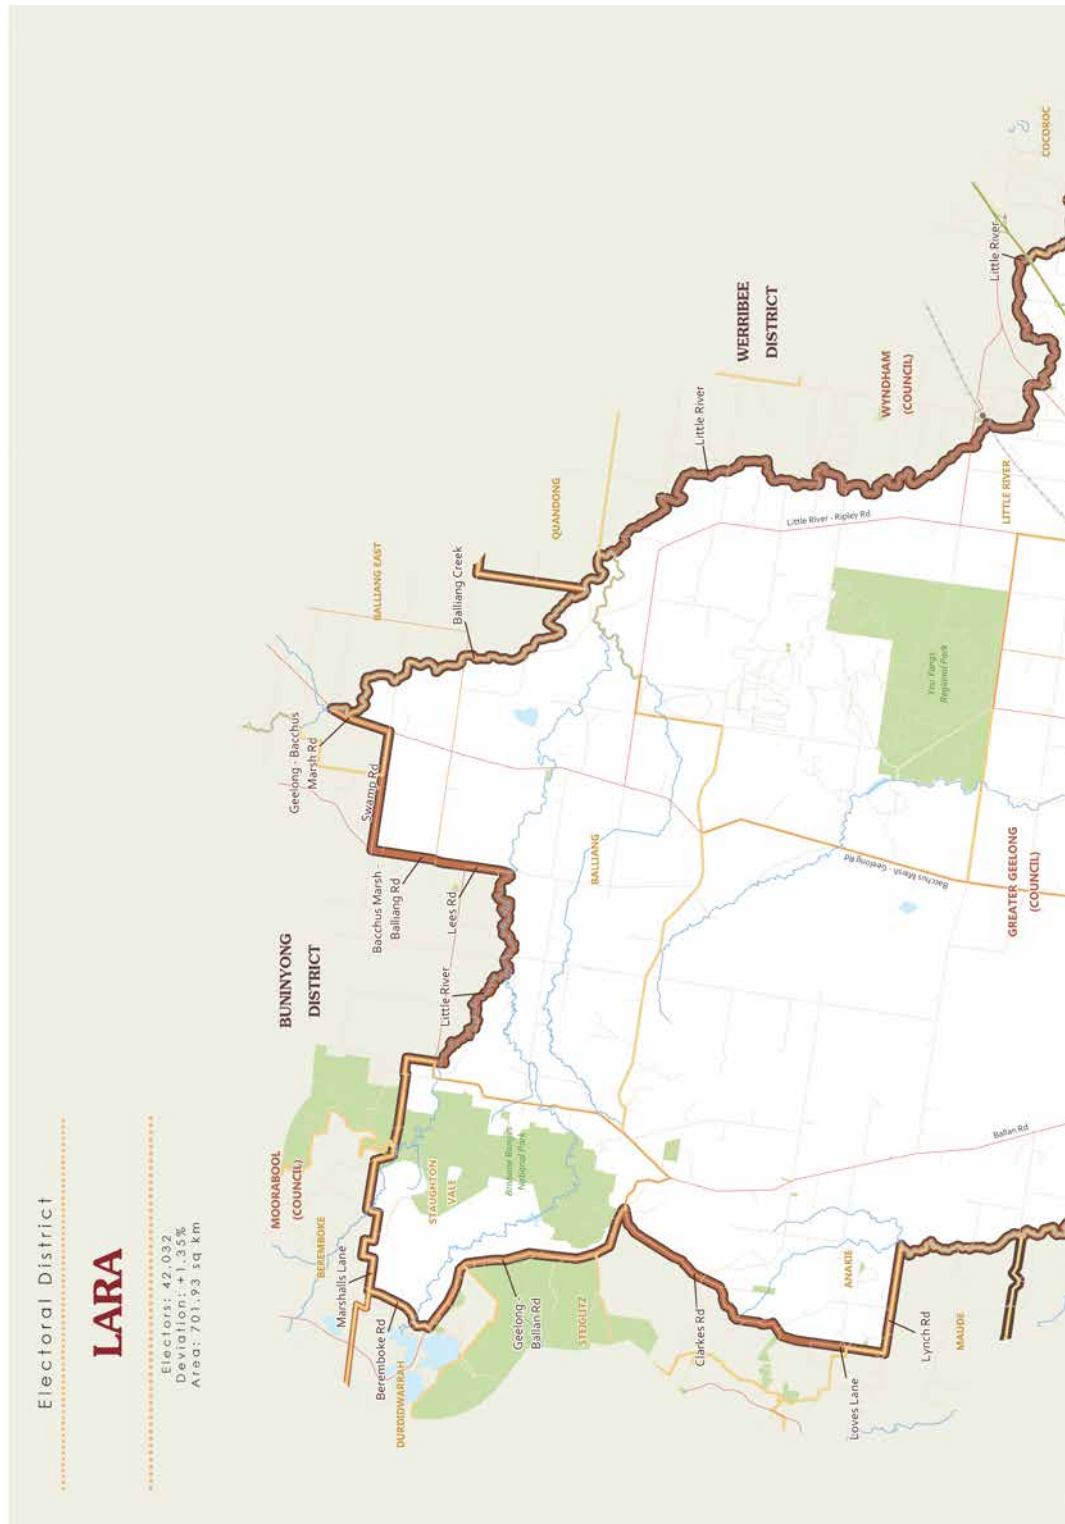 Electoral District
LARA
Electors: 42,032
Deviation: +1.35%
Area: 701.93 sq km
MOORABOOL
(COUNCIL)
BUNINYONG
DISTRICT
Geelong - Bacchus
Marsh Rd
Swamp Rd
BALLIANG EAST
Balliang Creek
QUANDONG
Bacchus Marsh -
Balliang Rd
Lees Rd
Little River
BEREMBOKE
Marshalls Lane
Beremboke Rd
DURDIDWARRAH
STAUGHTON
VALE
Brisbane Ranges
National Park
Geelong -
Ballan Rd
STEIGLITZ
BALLIANG
Little River
WERRIBEE
DISTRICT
Little River - Ripley Rd
WYNDHAM
(COUNCIL)
Clarkes Rd
ANAKIE
Loves Lane
Lynch Rd
MAUDE
Bacchus Marsh - Geelong Rd
You Yangs
Regional Park
Little River
LITTLE RIVER
COCOROC
GREATER GEELONG
(COUNCIL)
Ballan Rd